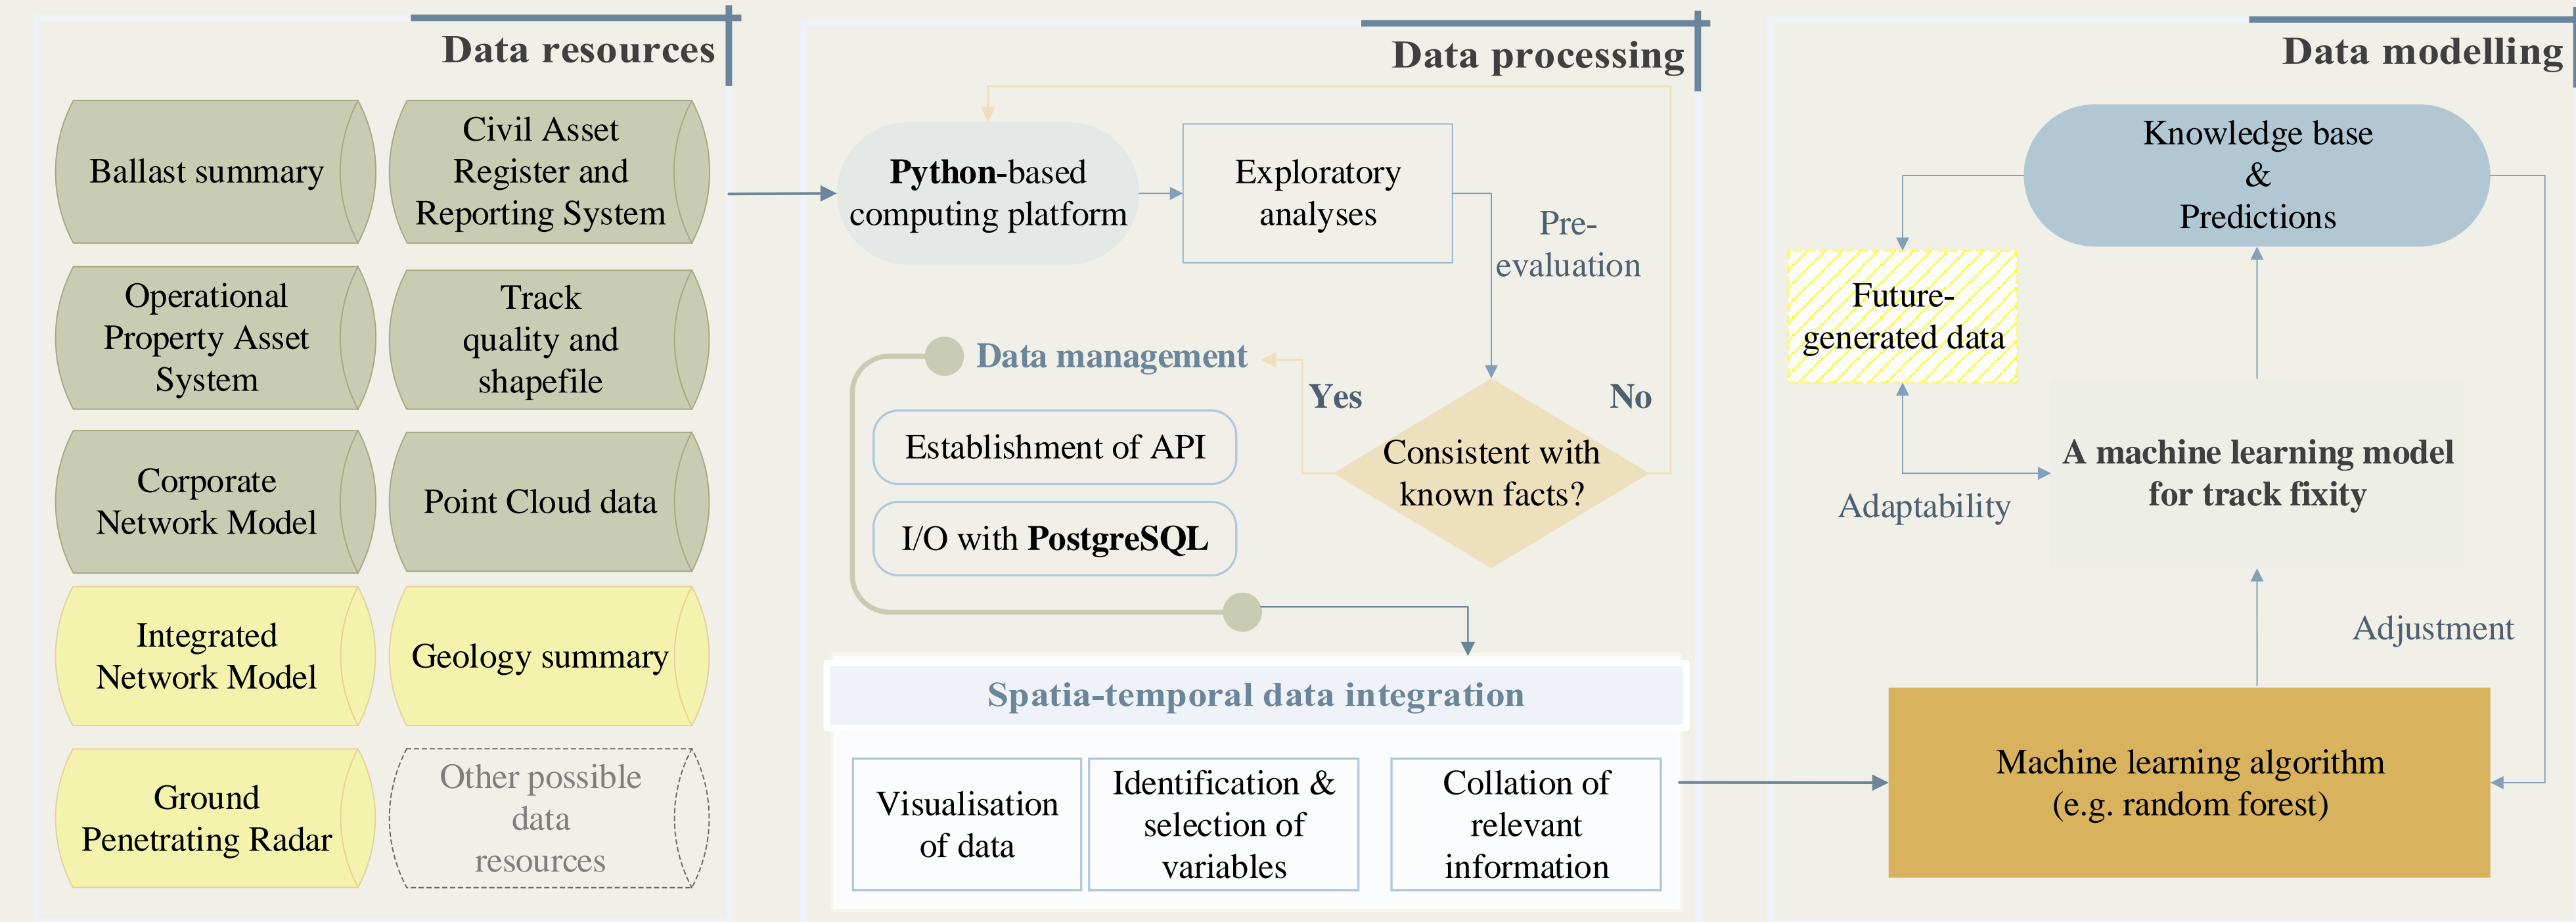 Data resources
Ballast summary
Civil Asset
Register and
Reporting System
Operational
Property Asset
System
Track
quality and
shapefile
Corporate
Network Model
Point Cloud data
Integrated
Network Model
Geology summary
Ground
Penetrating Radar
Other possible
data
resources
Data processing
Python-based
computing platform
Exploratory
analyses
Pre-
evaluation
Consistent with
known facts?
Yes
No
Data management
Establishment of API
I/O with PostgreSQL
Spatia-temporal data integration
Visualisation
of data
Identification &
selection of
variables
Collation of
relevant
information
Data modelling
Knowledge base
&
Predictions
Future-
generated data
Adaptability
A machine learning model
for track fixity
Adjustment
Machine learning algorithm
(e.g. random forest)